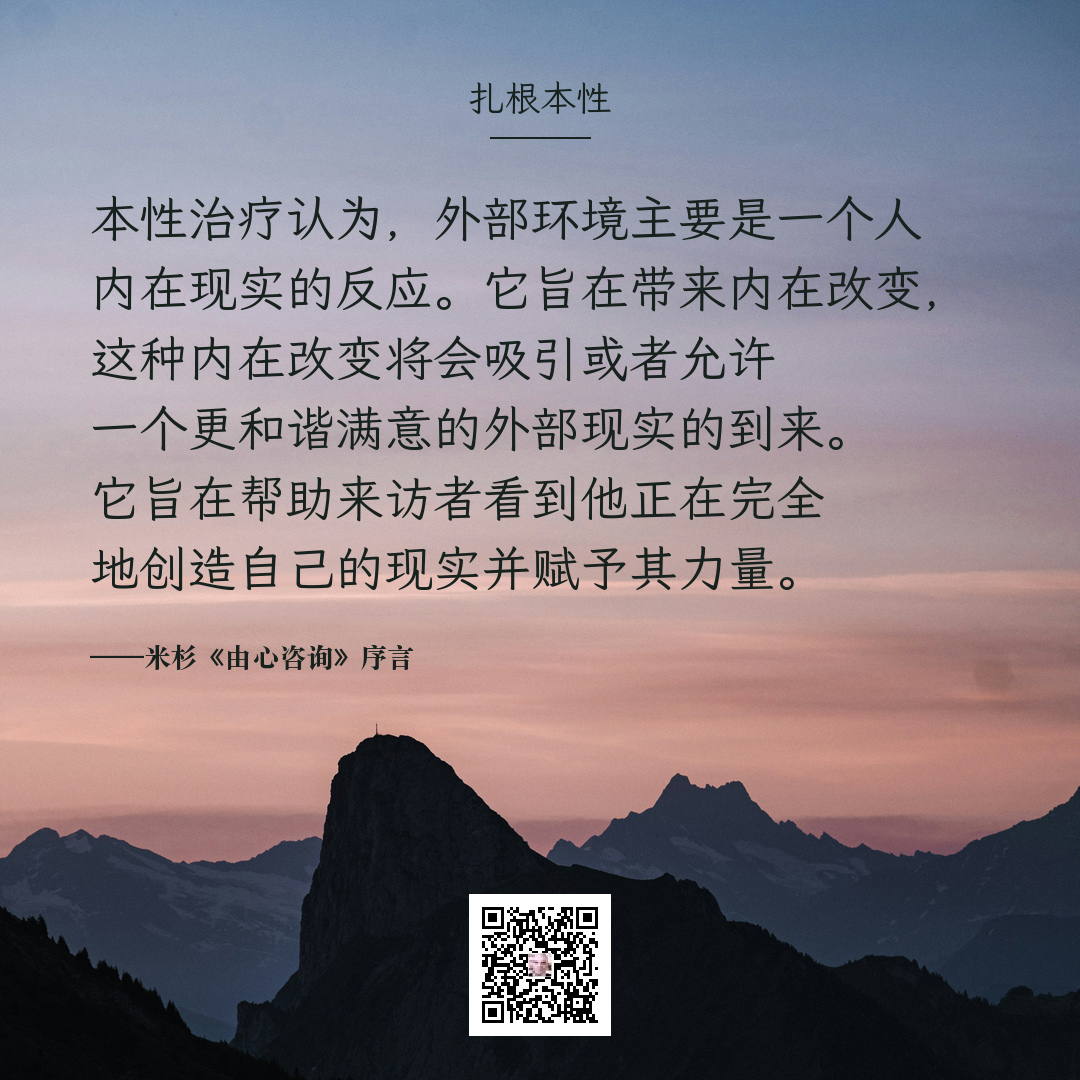 扎根本性
本性治疗认为，外部环境主要是一个人
内在现实的反应。它旨在带来内在改变，
这种内在改变将会吸引或者允许
一个更和谐满意的外部现实的到来。
它旨在帮助来访者看到他正在完全
地创造自己的现实并赋予其力量。
——米杉《由心咨询》序言